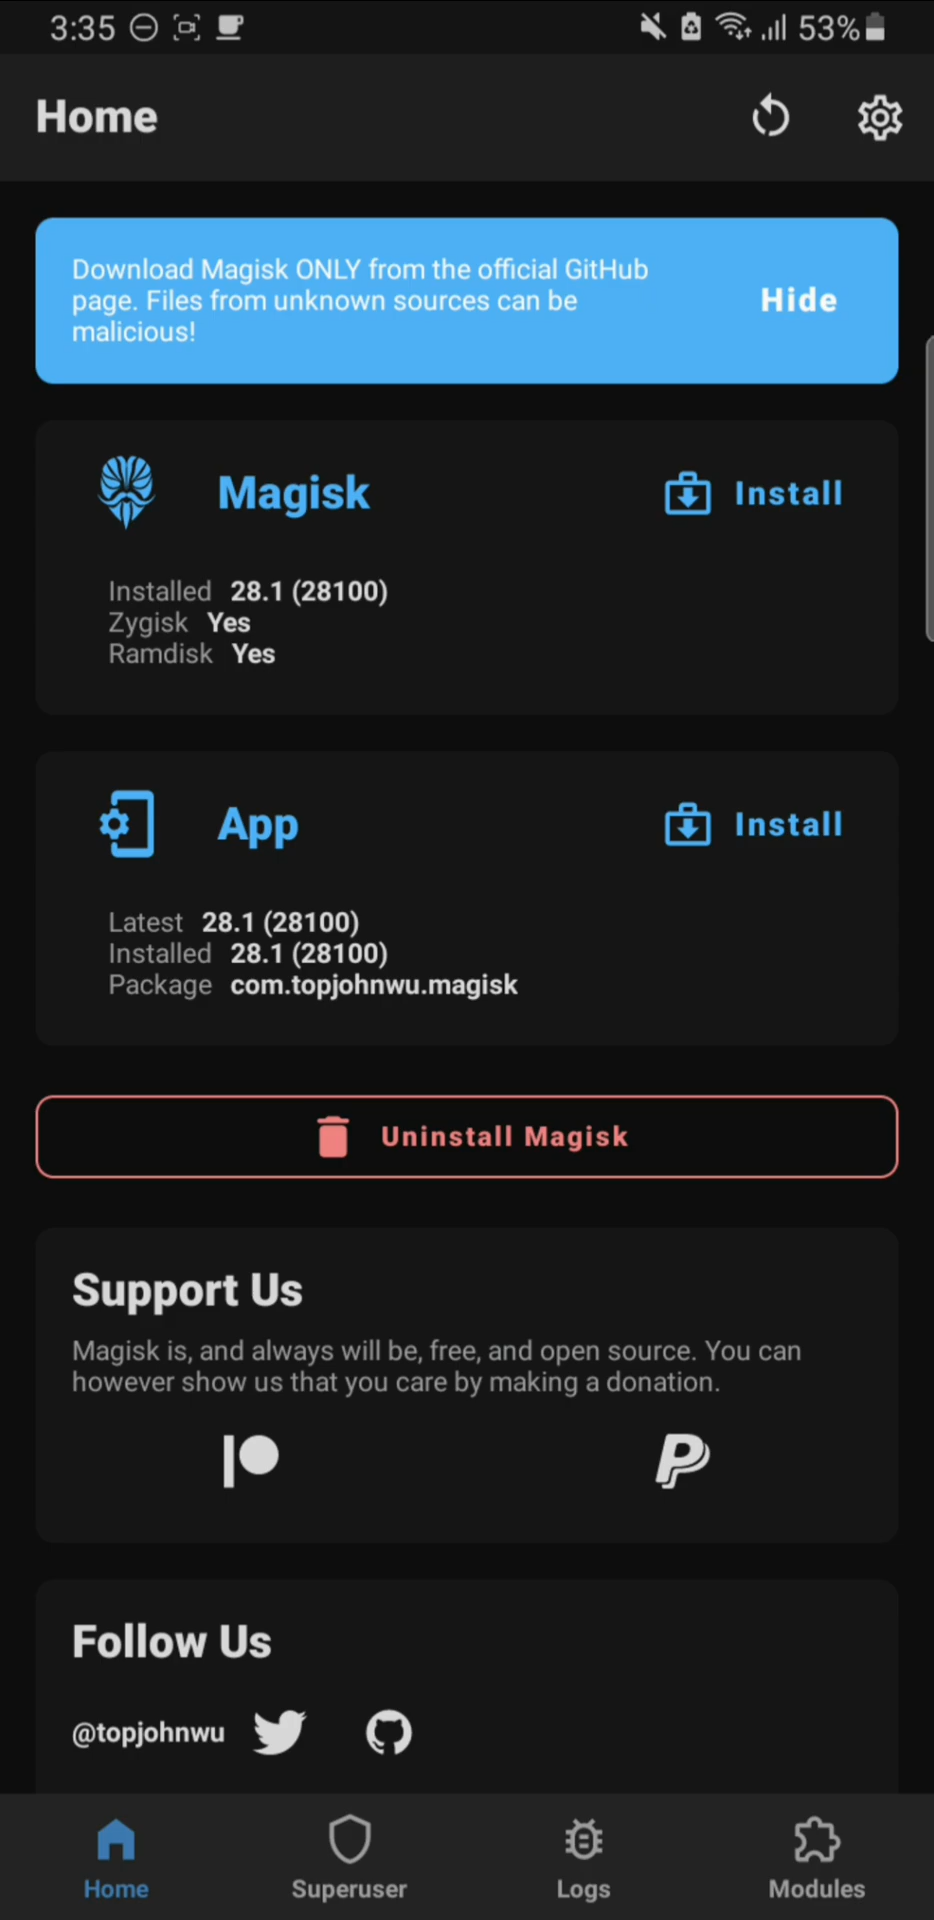 3:35 53%
Home
Download Magisk ONLY from the official GitHub
page. Files from unknown sources can be
malicious!
Hide
Magisk
Install
Installed 28.1 (28100)
Zygisk Yes
Ramdisk Yes
App
Install
Latest 28.1 (28100)
Installed 28.1 (28100)
Package com.topjohnwu.magisk
Uninstall Magisk
Support Us
Magisk is, and always will be, free, and open source. You can
however show us that you care by making a donation.
Follow Us
@topjohnwu
Home Superuser Logs Modules